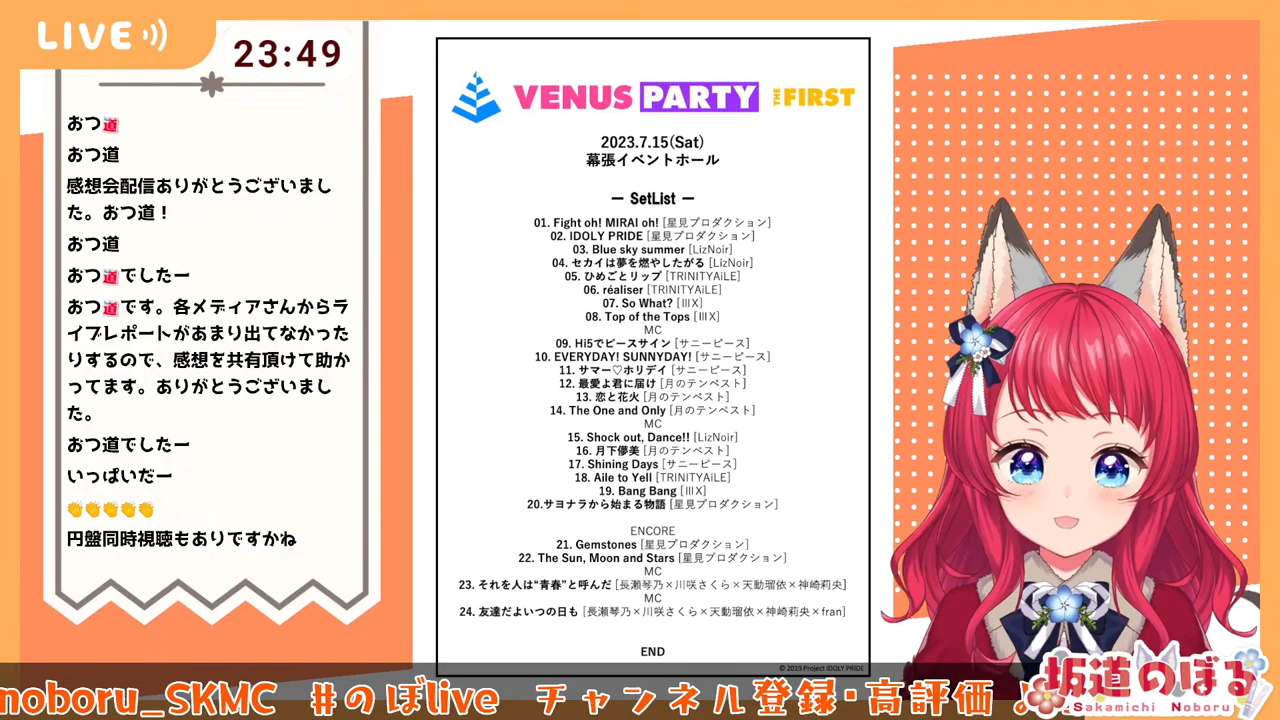 LIVE
23:49
おつ道
おつ道
感想会配信ありがとうございまし
た。おつ道！
おつ道
おつ道でしたー
おつ道です。各メディアさんからラ
イブレポートがあまり出てなかった
りするので、感想を共有頂けて助か
ってます。ありがとうございまし
た。
おつ道でしたー
いっぱいだー
円盤同時視聴もありですかね
VENUS PARTY THE FIRST
2023.7.15(Sat)
幕張イベントホール
ー SetList ー
01. Fight oh! MIRAI oh! [星見プロダクション]
02. IDOLY PRIDE [星見プロダクション]
03. Blue sky summer [LizNoir]
04. セカイは夢を燃やしたがる [LizNoir]
05. ひめごとリップ [TRINITYAiLE]
06. réaliser [TRINITYAiLE]
07. So What? [ⅢX]
08. Top of the Tops [ⅢX]
MC
09. Hi5でピースサイン [サニーピース]
10. EVERYDAY! SUNNYDAY! [サニーピース]
11. サマー♡ホリデイ [サニーピース]
12. 最愛よ君に届け [月のテンペスト]
13. 恋と花火 [月のテンペスト]
14. The One and Only [月のテンペスト]
MC
15. Shock out, Dance!! [LizNoir]
16. 月下儚美 [月のテンペスト]
17. Shining Days [サニーピース]
18. Aile to Yell [TRINITYAiLE]
19. Bang Bang [ⅢX]
20.サヨナラから始まる物語 [星見プロダクション]
ENCORE
21. Gemstones [星見プロダクション]
22. The Sun, Moon and Stars [星見プロダクション]
MC
23. それを人は“青春”と呼んだ [長瀬琴乃×川咲さくら×天動瑠依×神崎莉央]
MC
24. 友達だよいつの日も [長瀬琴乃×川咲さくら×天動瑠依×神崎莉央×fran]
END
© 2019 Project IDOLY PRIDE
noboru_SKMC #のぼlive チャンネル登録・高評価
坂道のぼる
Sakamichi Noboru